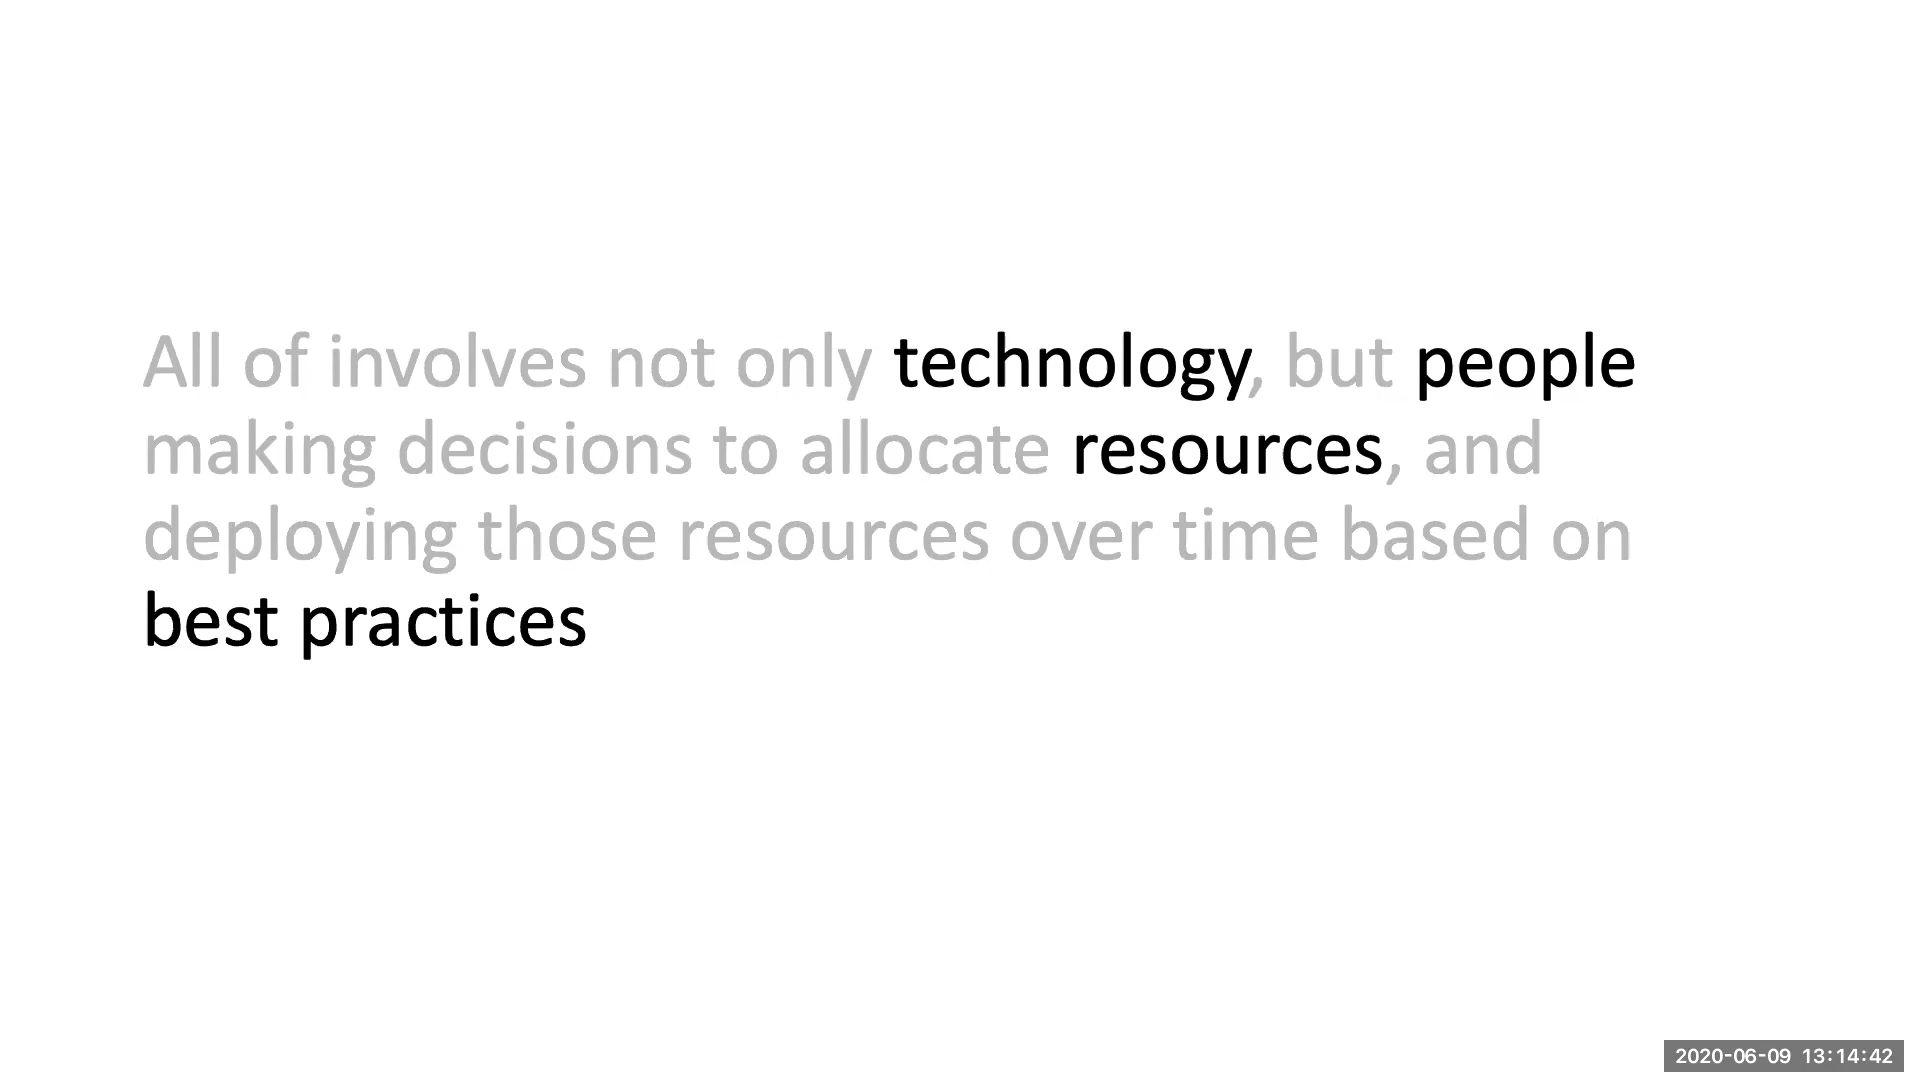 All of involves not only technology, but people
making decisions to allocate resources, and
deploying those resources over time based on
best practices
2020-06-09 13:14:42